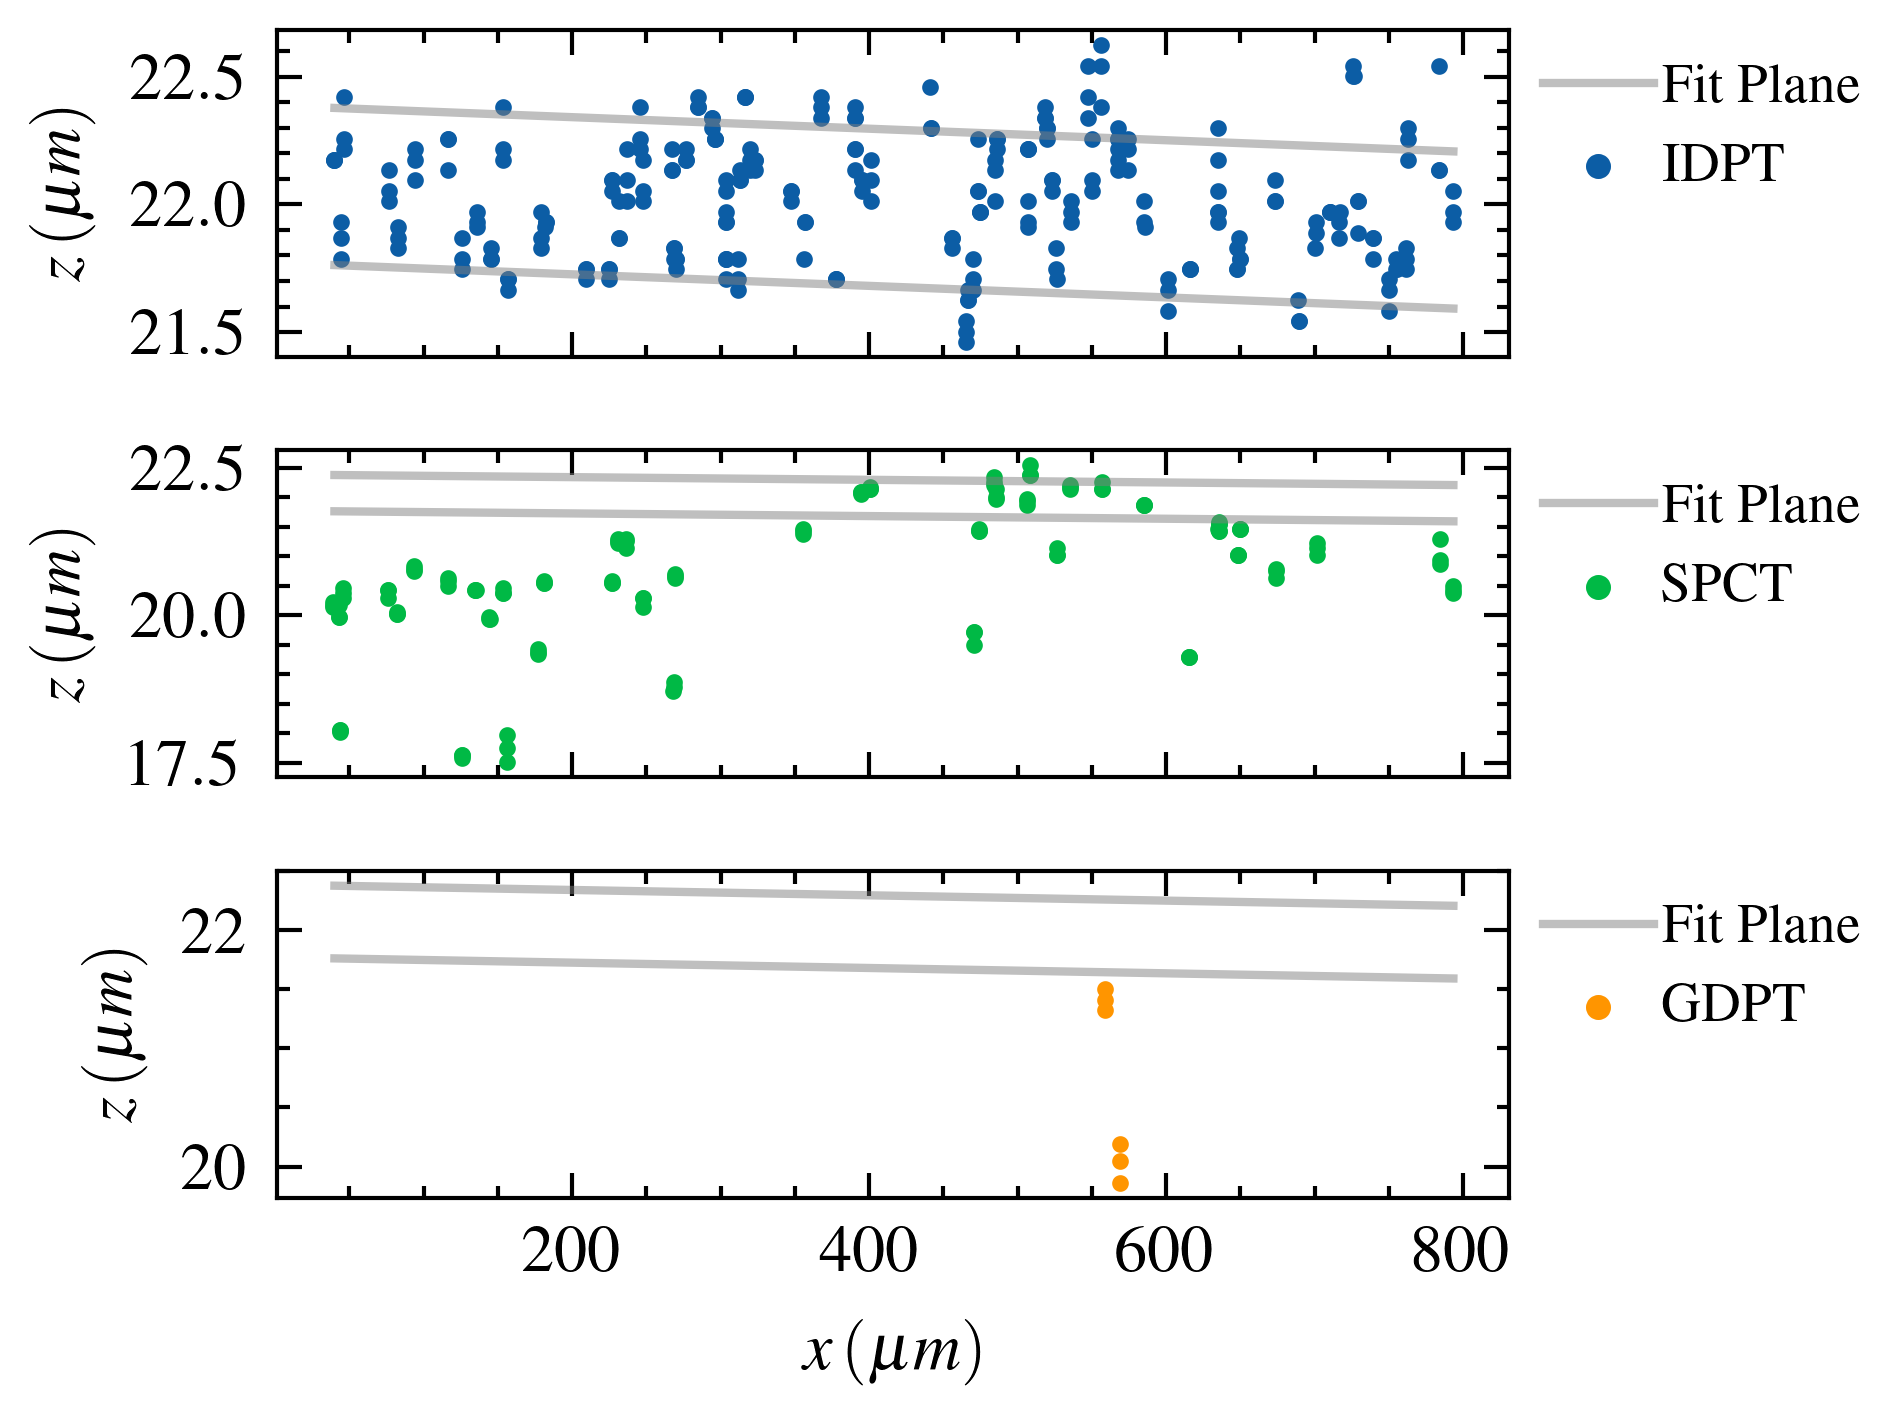 22.5
22.0
21.5
z (μm)
Fit Plane
IDPT
22.5
20.0
17.5
z (μm)
Fit Plane
SPCT
22
20
z (μm)
Fit Plane
GDPT
200 400 600 800
x (μm)